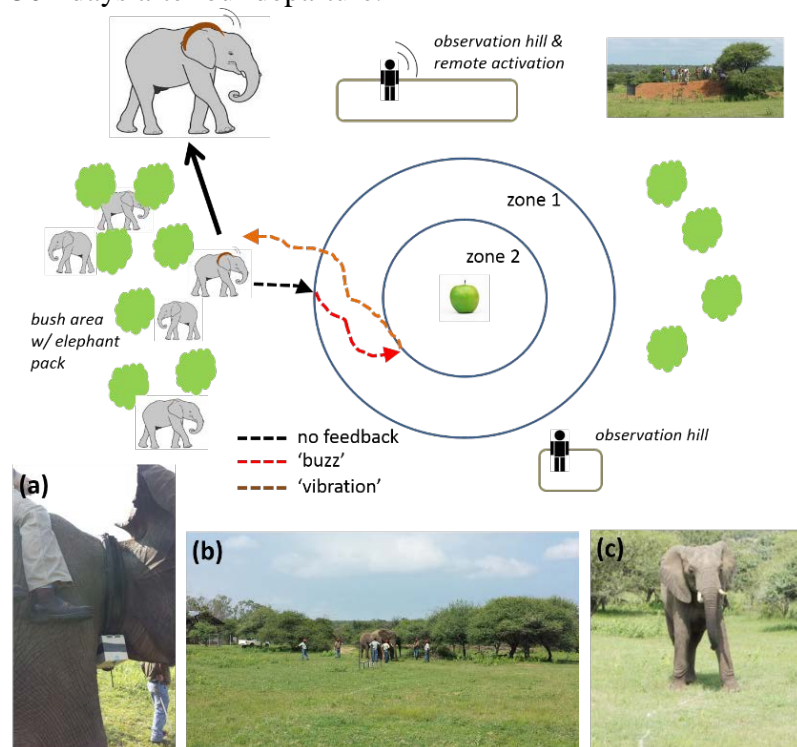 observation hill &
remote activation
zone 1
zone 2
bush area
w/ elephant
pack
no feedback
'buzz'
'vibration'
observation hill
(a)
(b)
(c)